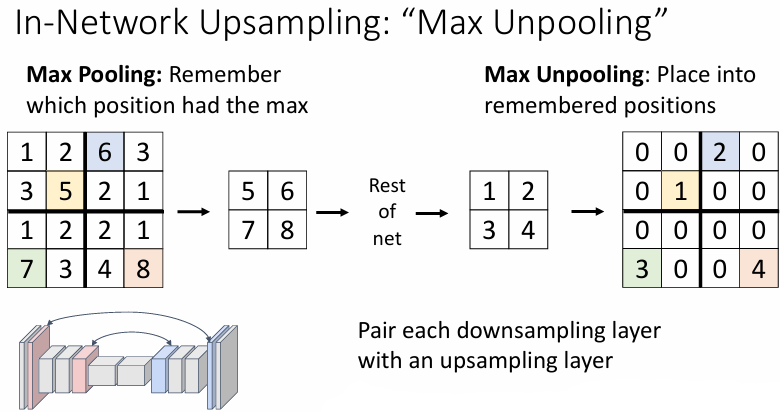 In-Network Upsampling: “Max Unpooling”
Max Pooling: Remember
which position had the max
Max Unpooling: Place into
remembered positions
1 2 6 3
3 5 2 1
1 2 2 1
7 3 4 8
5 6
7 8
Rest
of
net
1 2
3 4
0 0 2 0
0 1 0 0
0 0 0 0
3 0 0 4
Pair each downsampling layer
with an upsampling layer